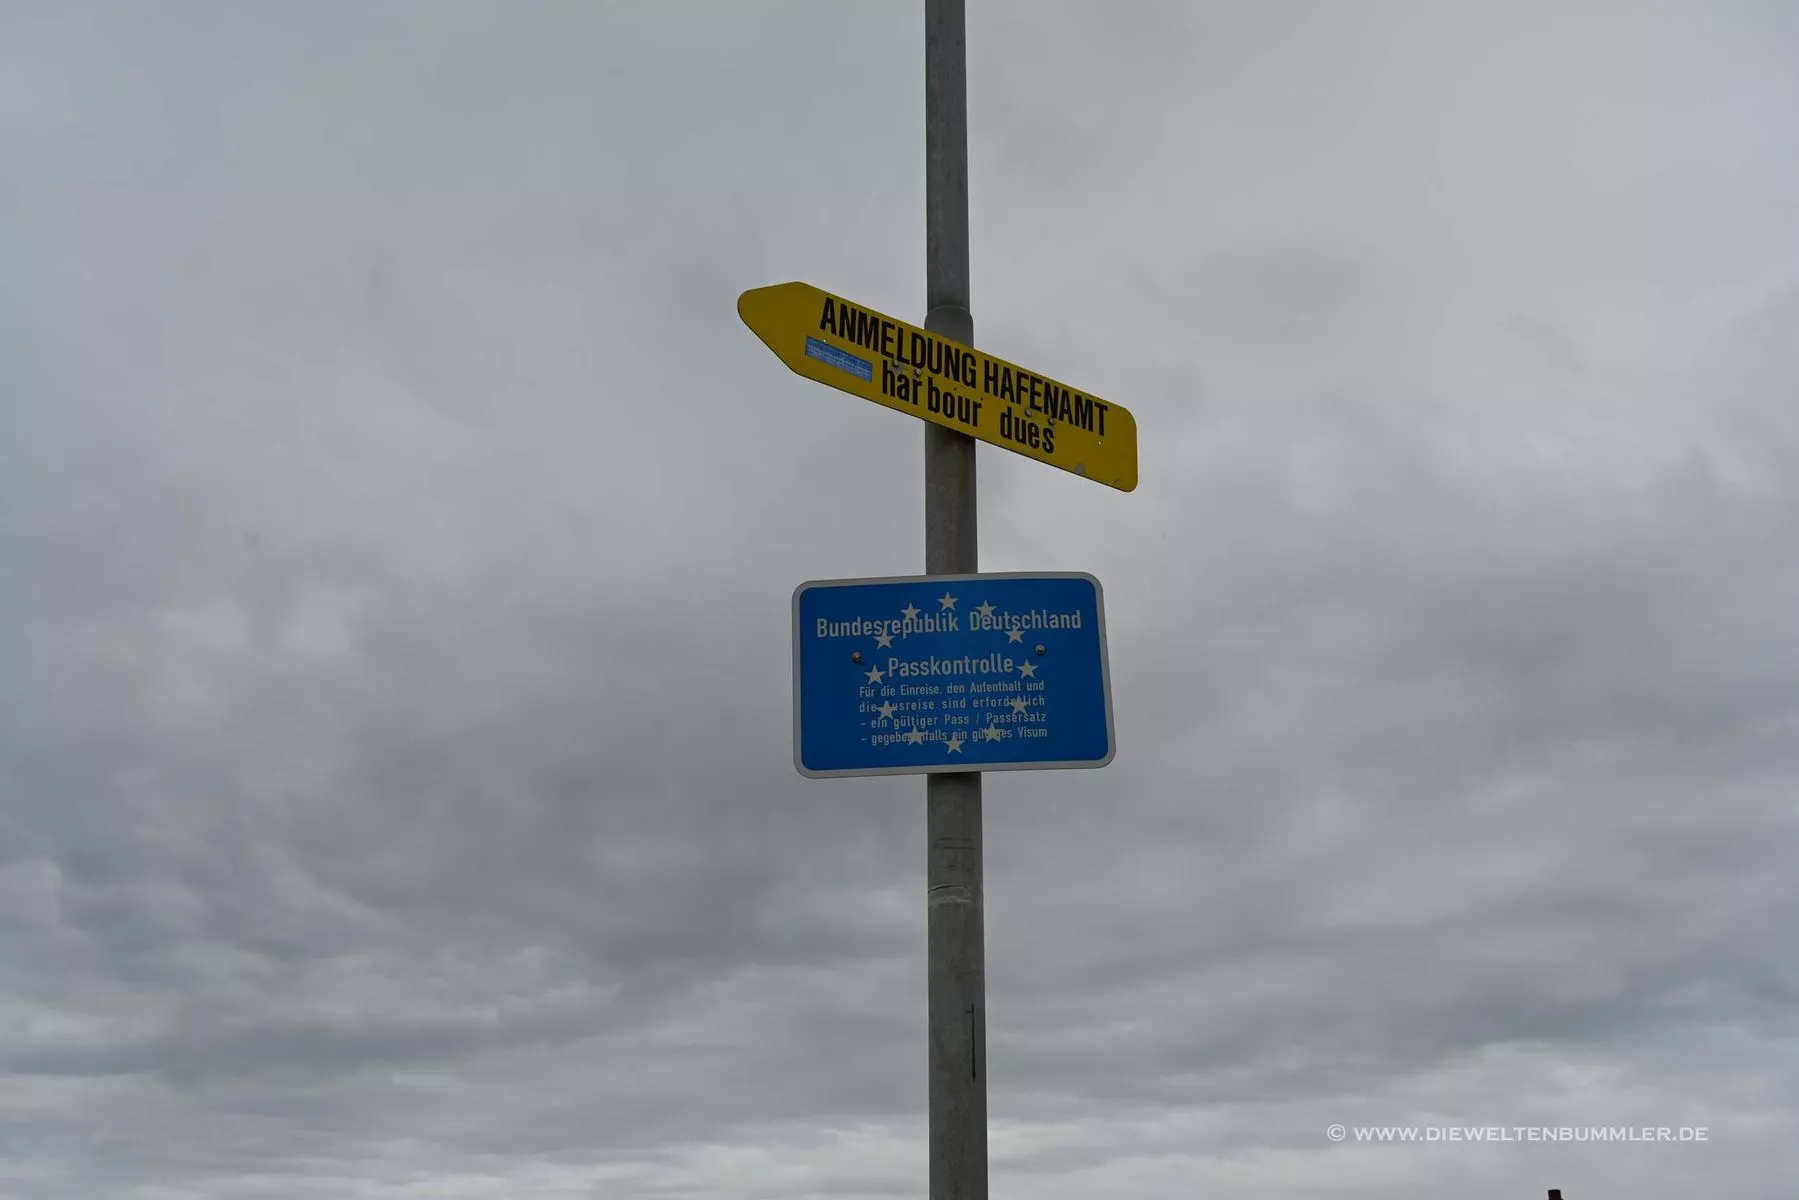 ANMELDUNG HAFENAMT
harbour dues
Bundesrepublik Deutschland
Passkontrolle
Für die Einreise, den Aufenthalt und
die Ausreise sind erforderlich
- ein gültiger Pass / Passersatz
- gegebenenfalls ein gültiges Visum
© WWW.DIEWELTENBUMMLER.DE